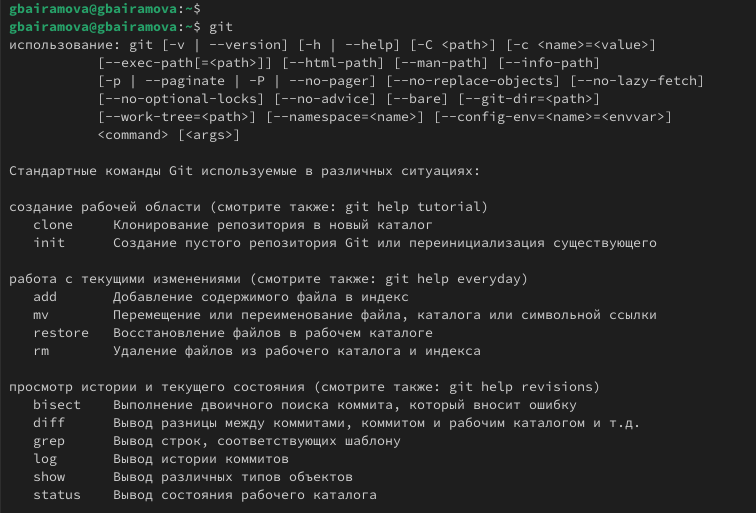 gbairamova@gbairamova:~$
gbairamova@gbairamova:~$ git
использование: git [-v | --version] [-h | --help] [-C <path>] [-c <name>=<value>]
           [--exec-path[=<path>]] [--html-path] [--man-path] [--info-path]
           [-p | --paginate | -P | --no-pager] [--no-replace-objects] [--no-lazy-fetch]
           [--no-optional-locks] [--no-advice] [--bare] [--git-dir=<path>]
           [--work-tree=<path>] [--namespace=<name>] [--config-env=<name>=<envvar>]
           <command> [<args>]

Стандартные команды Git используемые в различных ситуациях:

создание рабочей области (смотрите также: git help tutorial)
   clone     Клонирование репозитория в новый каталог
   init      Создание пустого репозитория Git или переинициализация существующего

работа с текущими изменениями (смотрите также: git help everyday)
   add       Добавление содержимого файла в индекс
   mv        Перемещение или переименование файла, каталога или символьной ссылки
   restore   Восстановление файлов в рабочем каталоге
   rm        Удаление файлов из рабочего каталога и индекса

просмотр истории и текущего состояния (смотрите также: git help revisions)
   bisect    Выполнение двоичного поиска коммита, который вносит ошибку
   diff      Вывод разницы между коммитами, коммитом и рабочим каталогом и т.д.
   grep      Вывод строк, соответствующих шаблону
   log       Вывод истории коммитов
   show      Вывод различных типов объектов
   status    Вывод состояния рабочего каталога